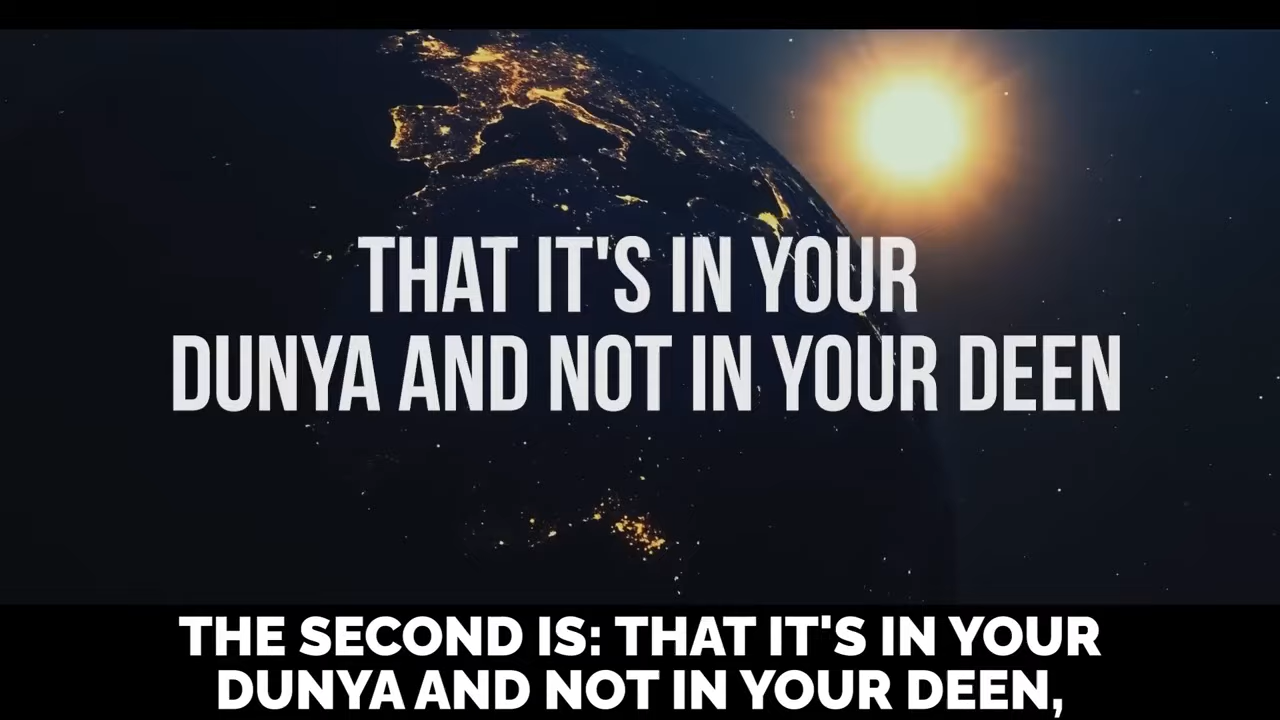 THAT IT'S IN YOUR
DUNYA AND NOT IN YOUR DEEN
THE SECOND IS: THAT IT'S IN YOUR
DUNYA AND NOT IN YOUR DEEN,